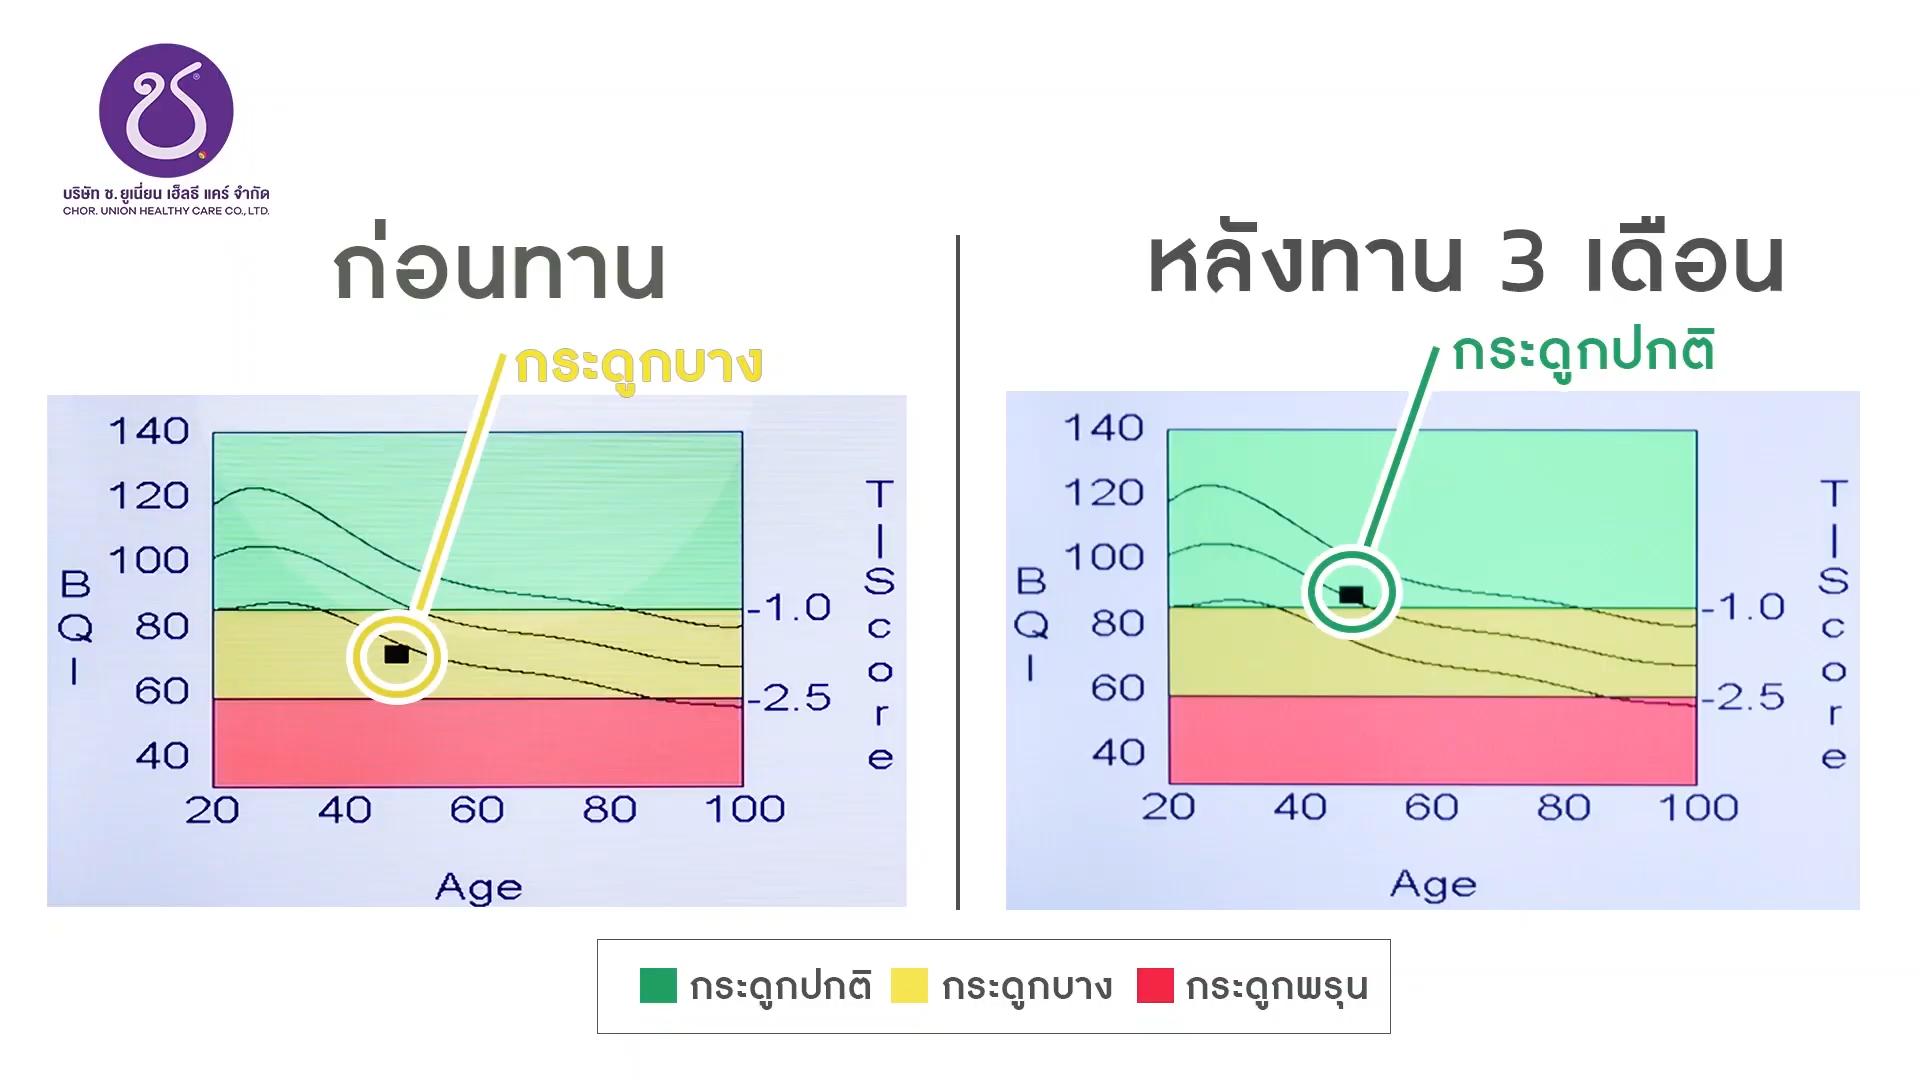 ช
®
บริษัท ช.ยูเนี่ยน เฮ็ลธี แคร์ จำกัด
CHOR. UNION HEALTHY CARE CO., LTD.
ก่อนทาน
กระดูกบาง
140
120
100
80
60
40
BQI
20 40 60 80 100
Age
-1.0
-2.5
T|Score
หลังทาน 3 เดือน
กระดูกปกติ
140
120
100
80
60
40
BQI
20 40 60 80 100
Age
-1.0
-2.5
T|Score
กระดูกปกติ กระดูกบาง กระดูกพรุน